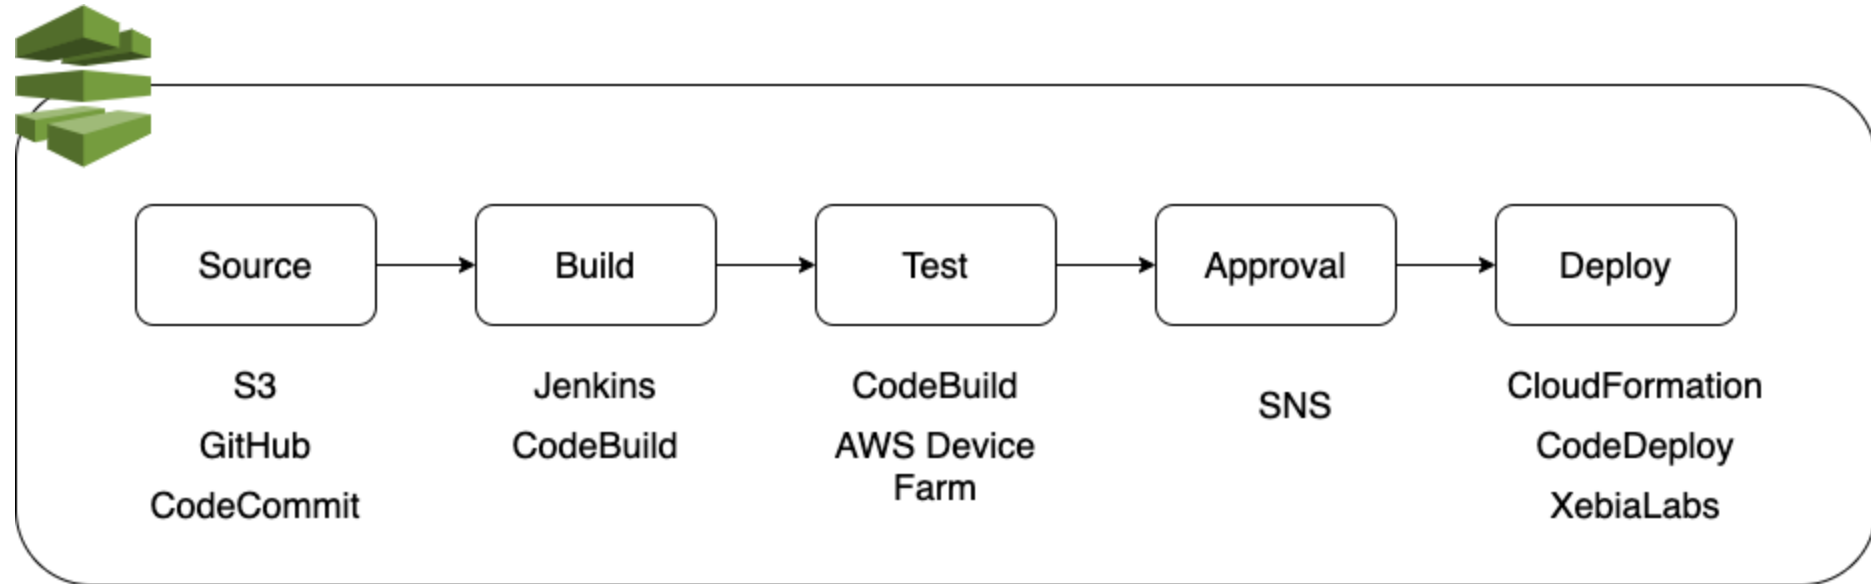 Source
Build
Test
Approval
Deploy
S3
GitHub
CodeCommit
Jenkins
CodeBuild
CodeBuild
AWS Device
Farm
SNS
CloudFormation
CodeDeploy
XebiaLabs